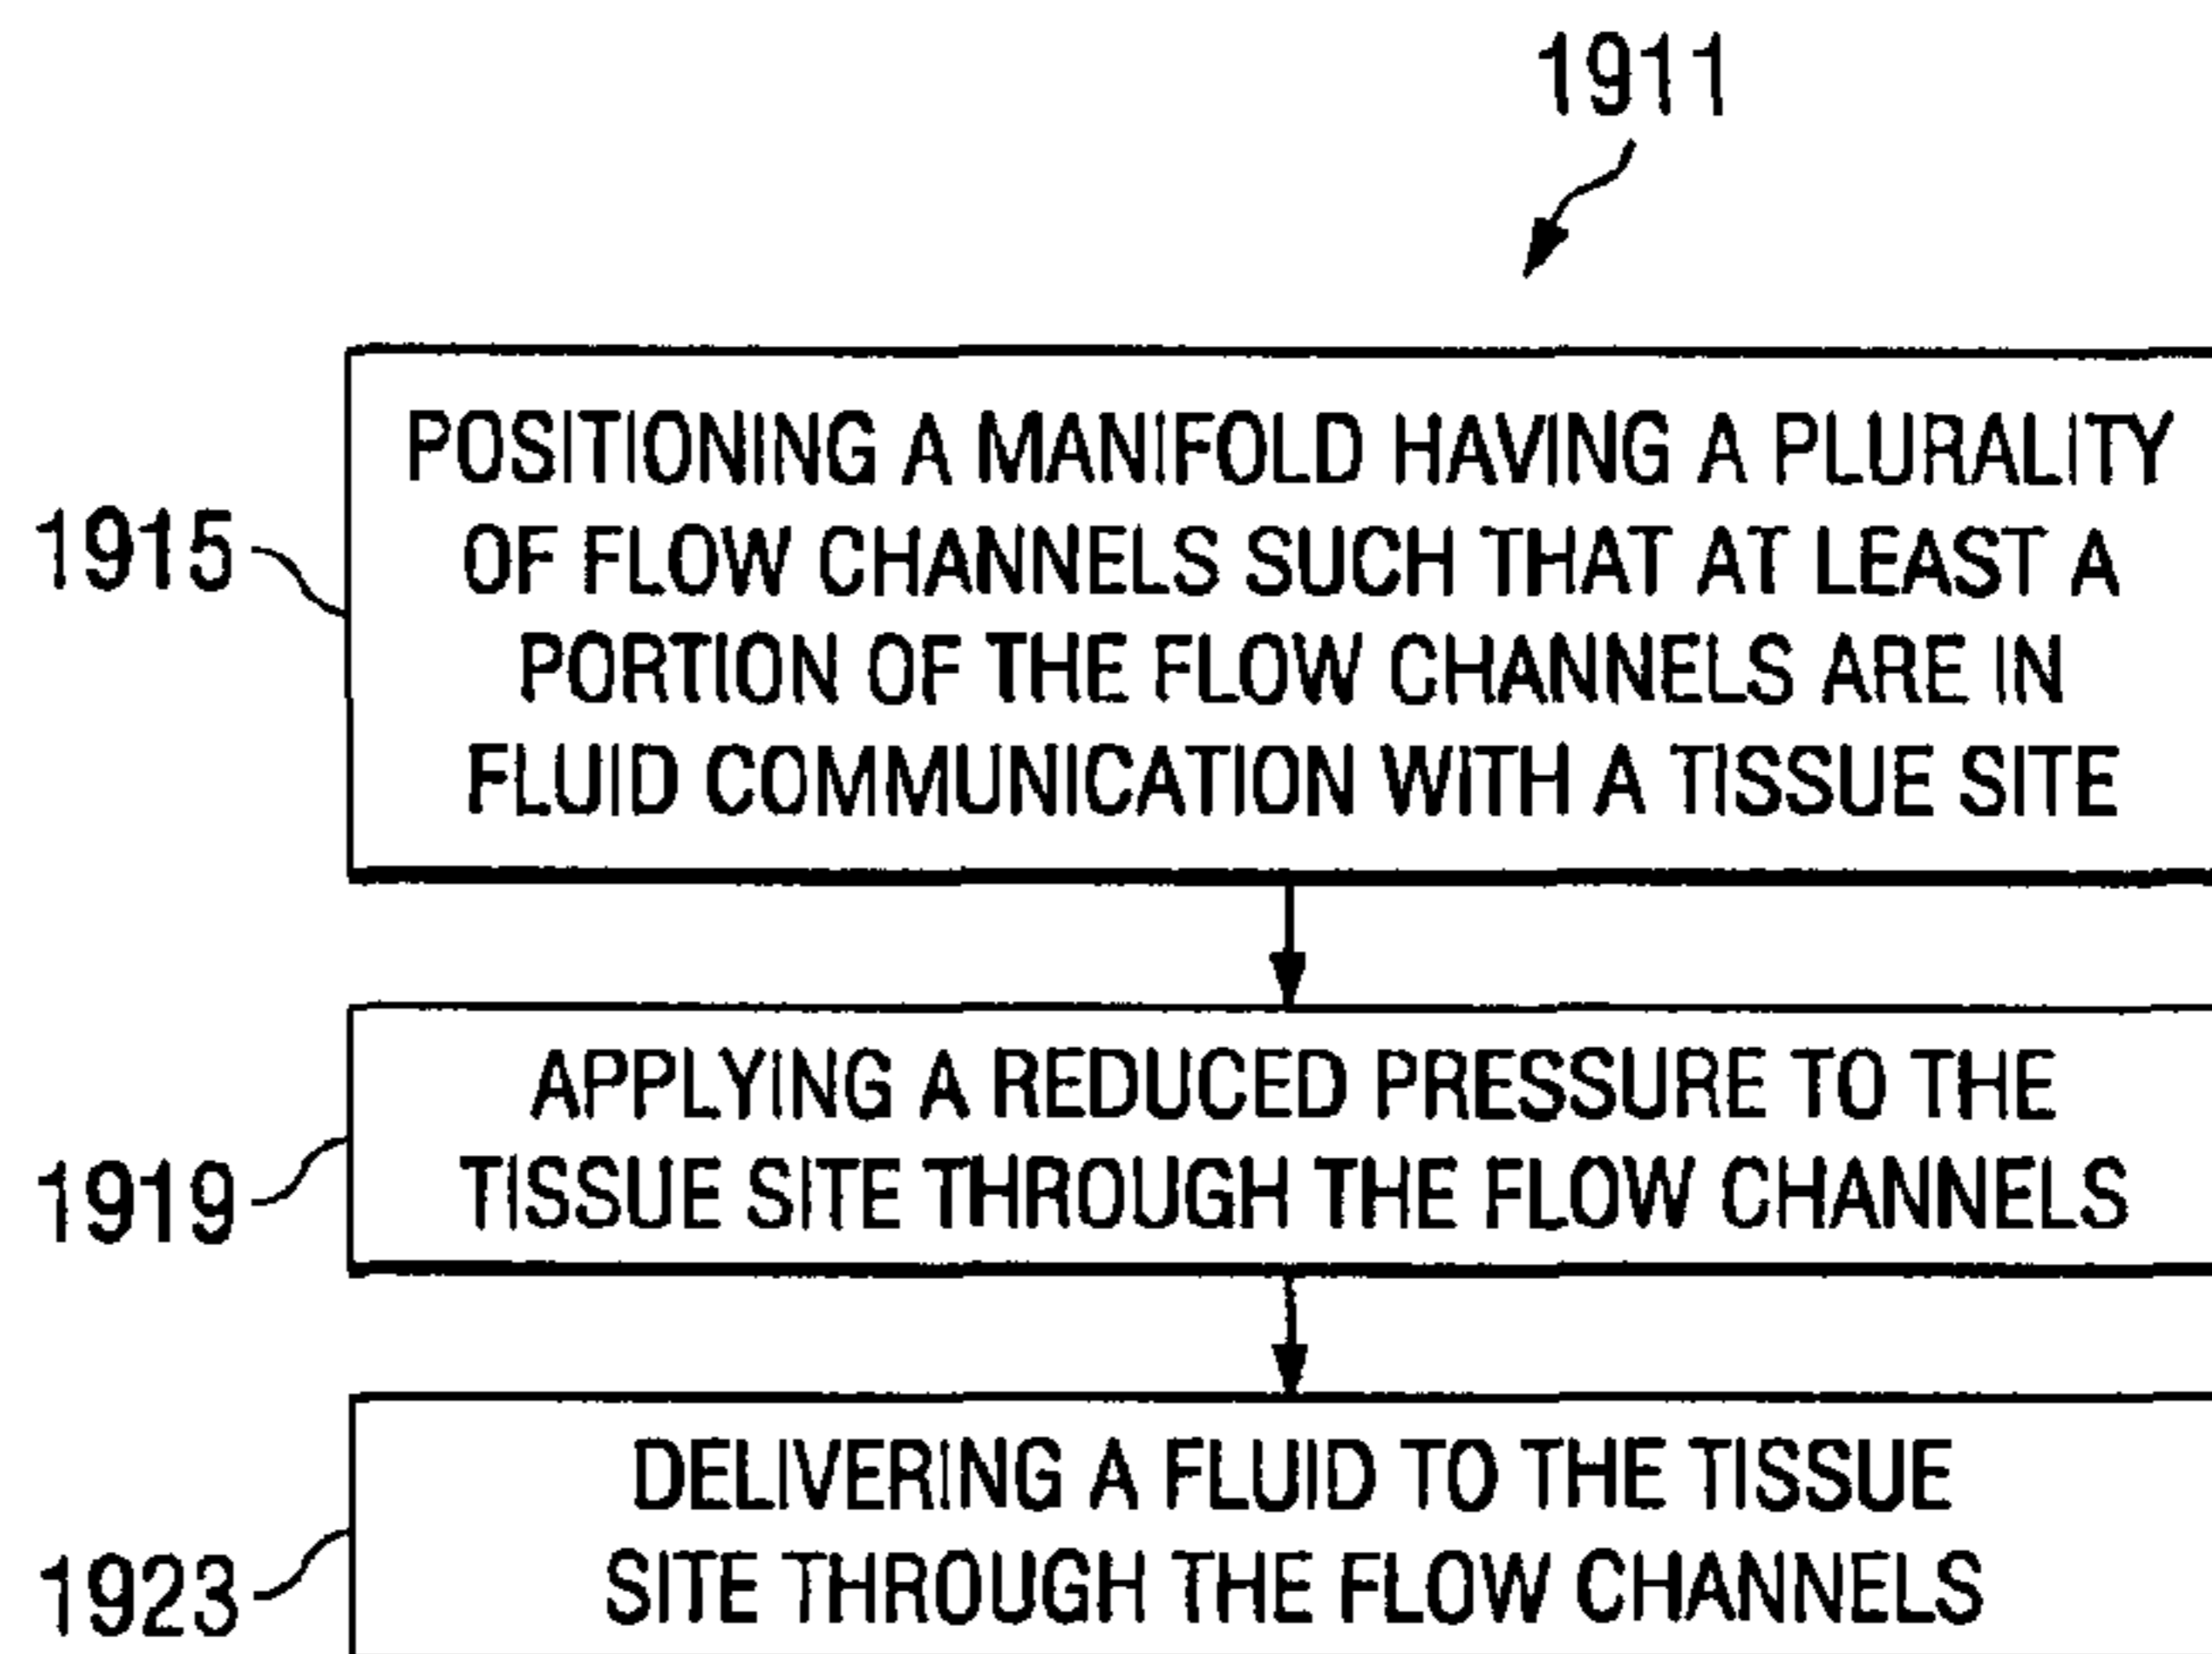 1911
1915
POSITIONING A MANIFOLD HAVING A PLURALITY
OF FLOW CHANNELS SUCH THAT AT LEAST A
PORTION OF THE FLOW CHANNELS ARE IN
FLUID COMMUNICATION WITH A TISSUE SITE
1919
APPLYING A REDUCED PRESSURE TO THE
TISSUE SITE THROUGH THE FLOW CHANNELS
1923
DELIVERING A FLUID TO THE TISSUE
SITE THROUGH THE FLOW CHANNELS